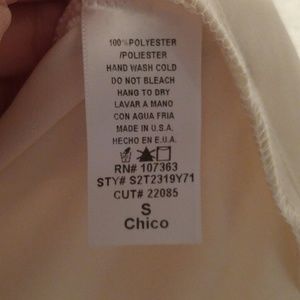 100%POLYESTER
/POLIESTER
HAND WASH COLD
DO NOT BLEACH
HANG TO DRY
LAVAR A MANO
CON AGUA FRIA
MADE IN U.S.A.
HECHO EN E.U.A.
RN# 107363
STY# S2T2319Y71
CUT# 22085
S
Chico